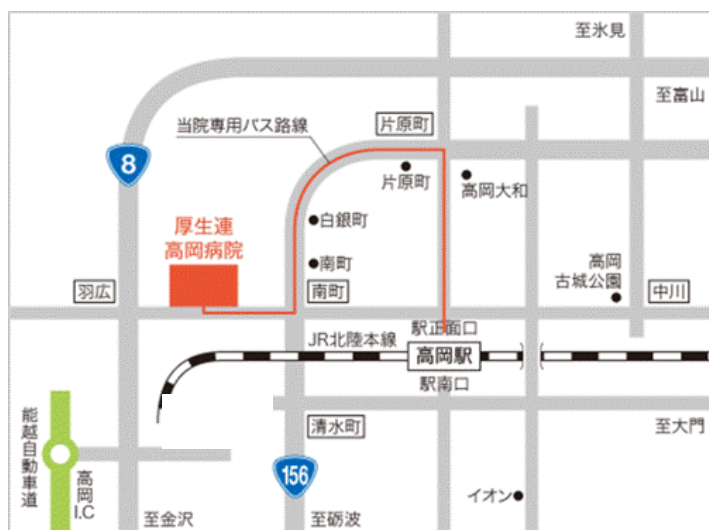 至氷見
至富山
当院専用バス路線
片原町
8
片原町
高岡大和
白銀町
厚生連
高岡病院
南町
高岡
古城公園
羽広
南町
中川
駅正面口
JR北陸本線
高岡駅
駅南口
清水町
至大門
能越自動車道
高岡I.C
156
イオン
至金沢
至砺波